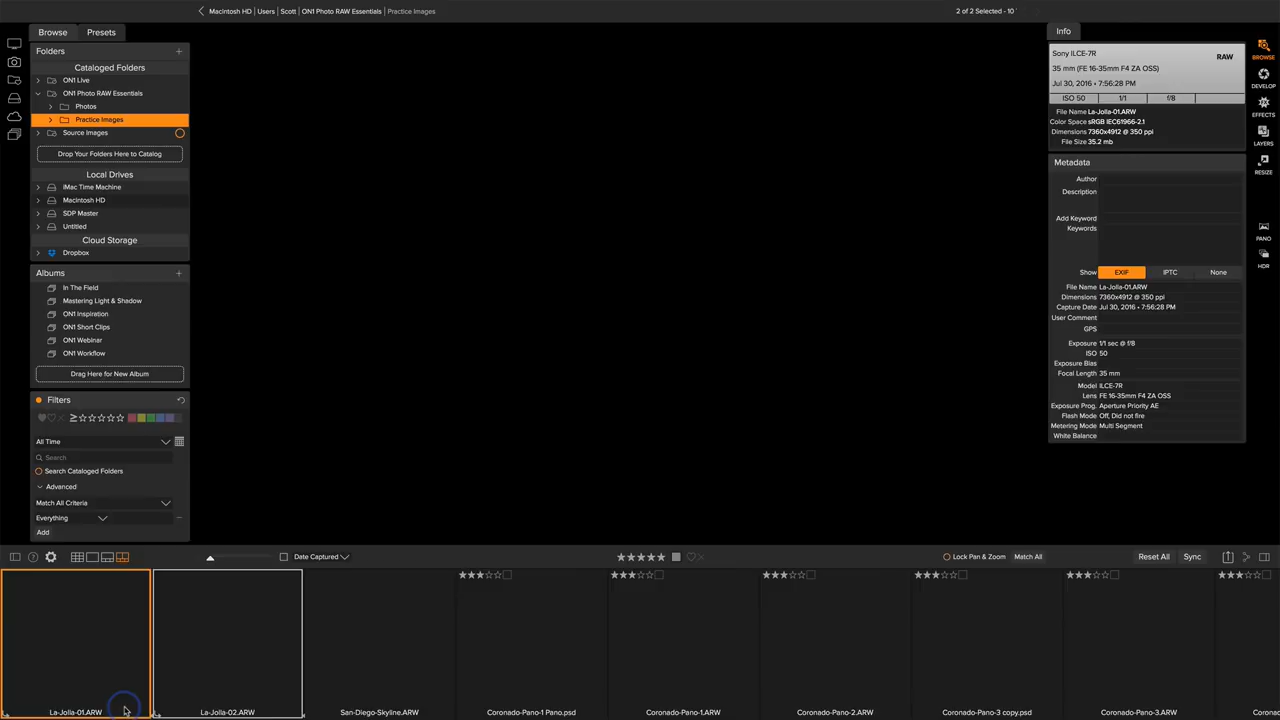 Macintosh HD Users Scott ON1 Photo RAW Essentials Practice Images
2 of 2 Selected - 10
Browse Presets
Folders
Cataloged Folders
ON1 Live
ON1 Photo RAW Essentials
Photos
Practice Images
Source Images
Drop Your Folders Here to Catalog
Local Drives
iMac Time Machine
Macintosh HD
SDP Master
Untitled
Cloud Storage
Dropbox
Albums
In The Field
Mastering Light & Shadow
ON1 Inspiration
ON1 Short Clips
ON1 Webinar
ON1 Workflow
Drag Here for New Album
Filters
All Time
Search
Search Cataloged Folders
Advanced
Match All Criteria
Everything
Add
Info
Sony ILCE-7R RAW
35 mm (FE 16-35mm F4 ZA OSS)
Jul 30, 2016 • 7:56:28 PM
ISO 50 1/1 f/8
File Name La-Jolla-01.ARW
Color Space sRGB IEC61966-2.1
Dimensions 7360x4912 @ 350 ppi
File Size 35.2 mb
Metadata
Author
Description
Add Keyword
Keywords
Show EXIF IPTC None
File Name La-Jolla-01.ARW
Dimensions 7360x4912 @ 350 ppi
Capture Date Jul 30, 2016 • 7:56:28 PM
User Comment
GPS
Exposure 1/1 sec @ f/8
ISO 50
Exposure Bias
Focal Length 35 mm
Model ILCE-7R
Lens FE 16-35mm F4 ZA OSS
Exposure Prog. Aperture Priority AE
Flash Mode Off, Did not fire
Metering Mode Multi Segment
White Balance
BROWSE
DEVELOP
EFFECTS
LAYERS
RESIZE
PANO
HDR
Date Captured
Lock Pan & Zoom Match All
Reset All Sync
La-Jolla-01.ARW
La-Jolla-02.ARW
San-Diego-Skyline.ARW
Coronado-Pano-1 Pano.psd
Coronado-Pano-1.ARW
Coronado-Pano-2.ARW
Coronado-Pano-3 copy.psd
Coronado-Pano-3.ARW